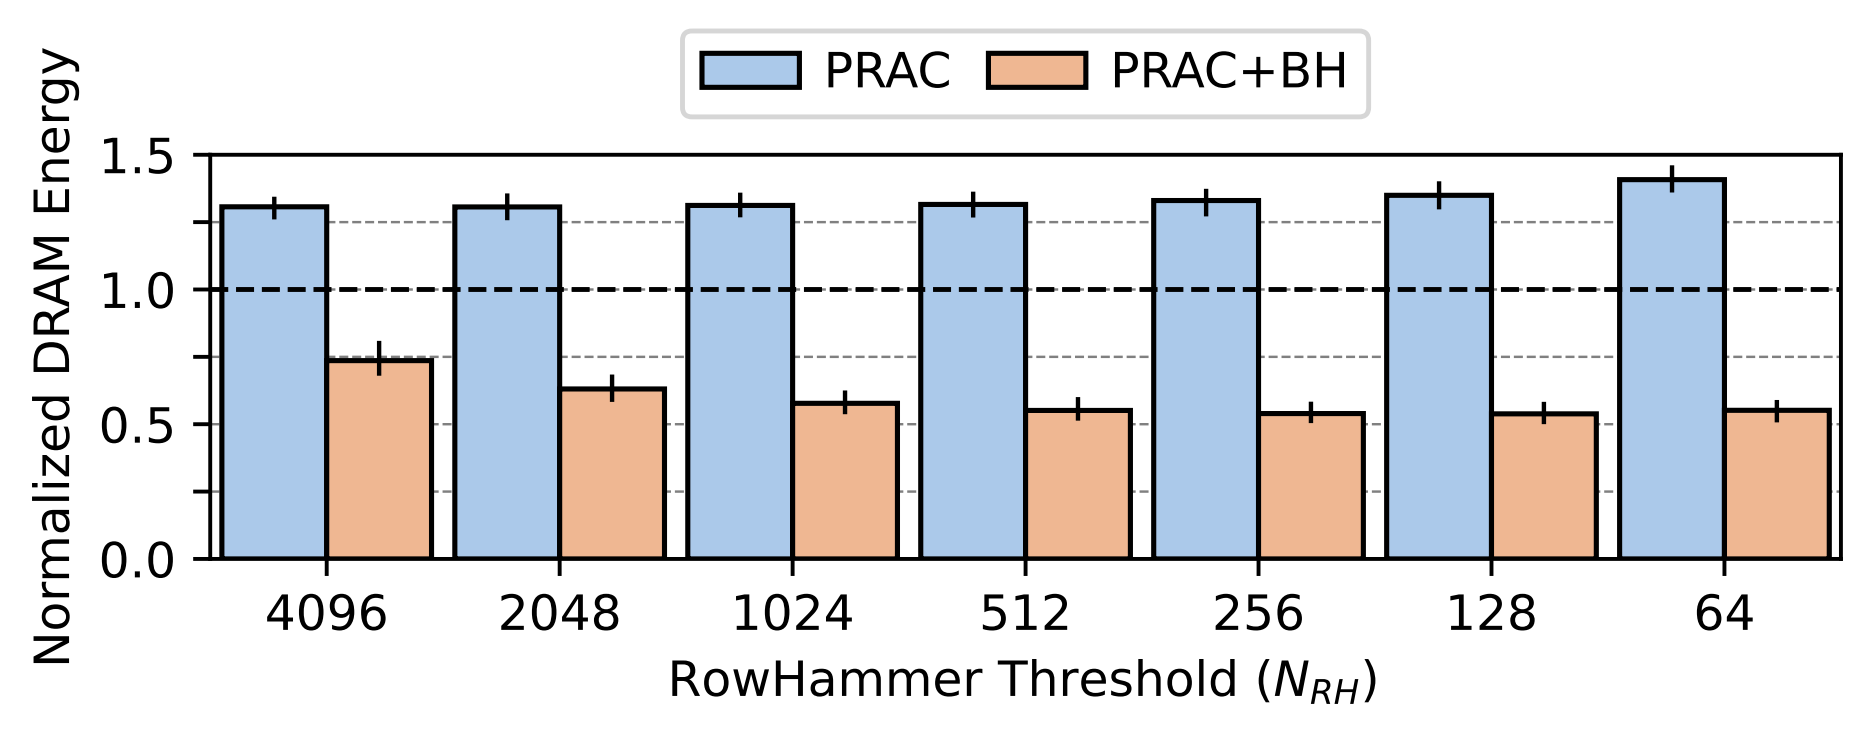 PRAC PRAC+BH
Normalized DRAM Energy
1.5
1.0
0.5
0.0
4096 2048 1024 512 256 128 64
RowHammer Threshold (N_RH)